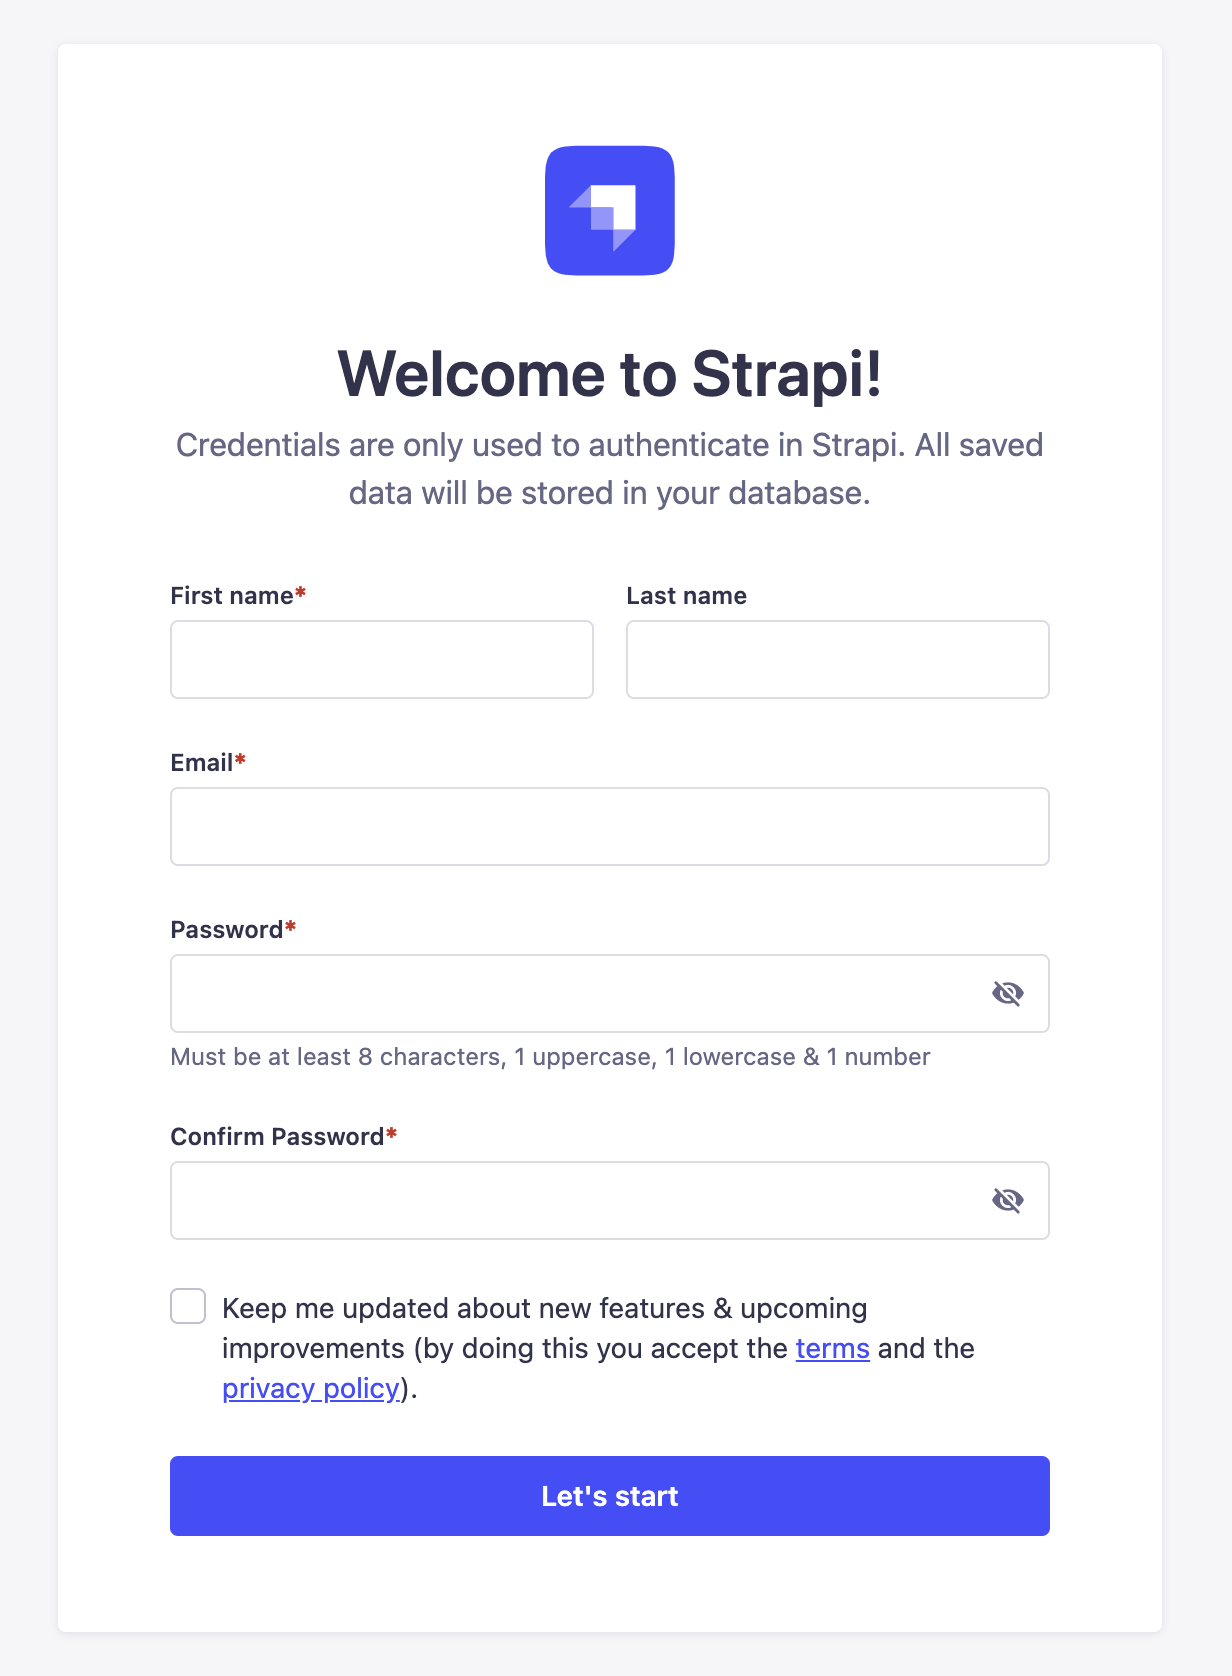 Welcome to Strapi!
Credentials are only used to authenticate in Strapi. All saved
data will be stored in your database.
First name*
Last name
Email*
Password*
Must be at least 8 characters, 1 uppercase, 1 lowercase & 1 number
Confirm Password*
Keep me updated about new features & upcoming
improvements (by doing this you accept the terms and the
privacy policy).
Let's start